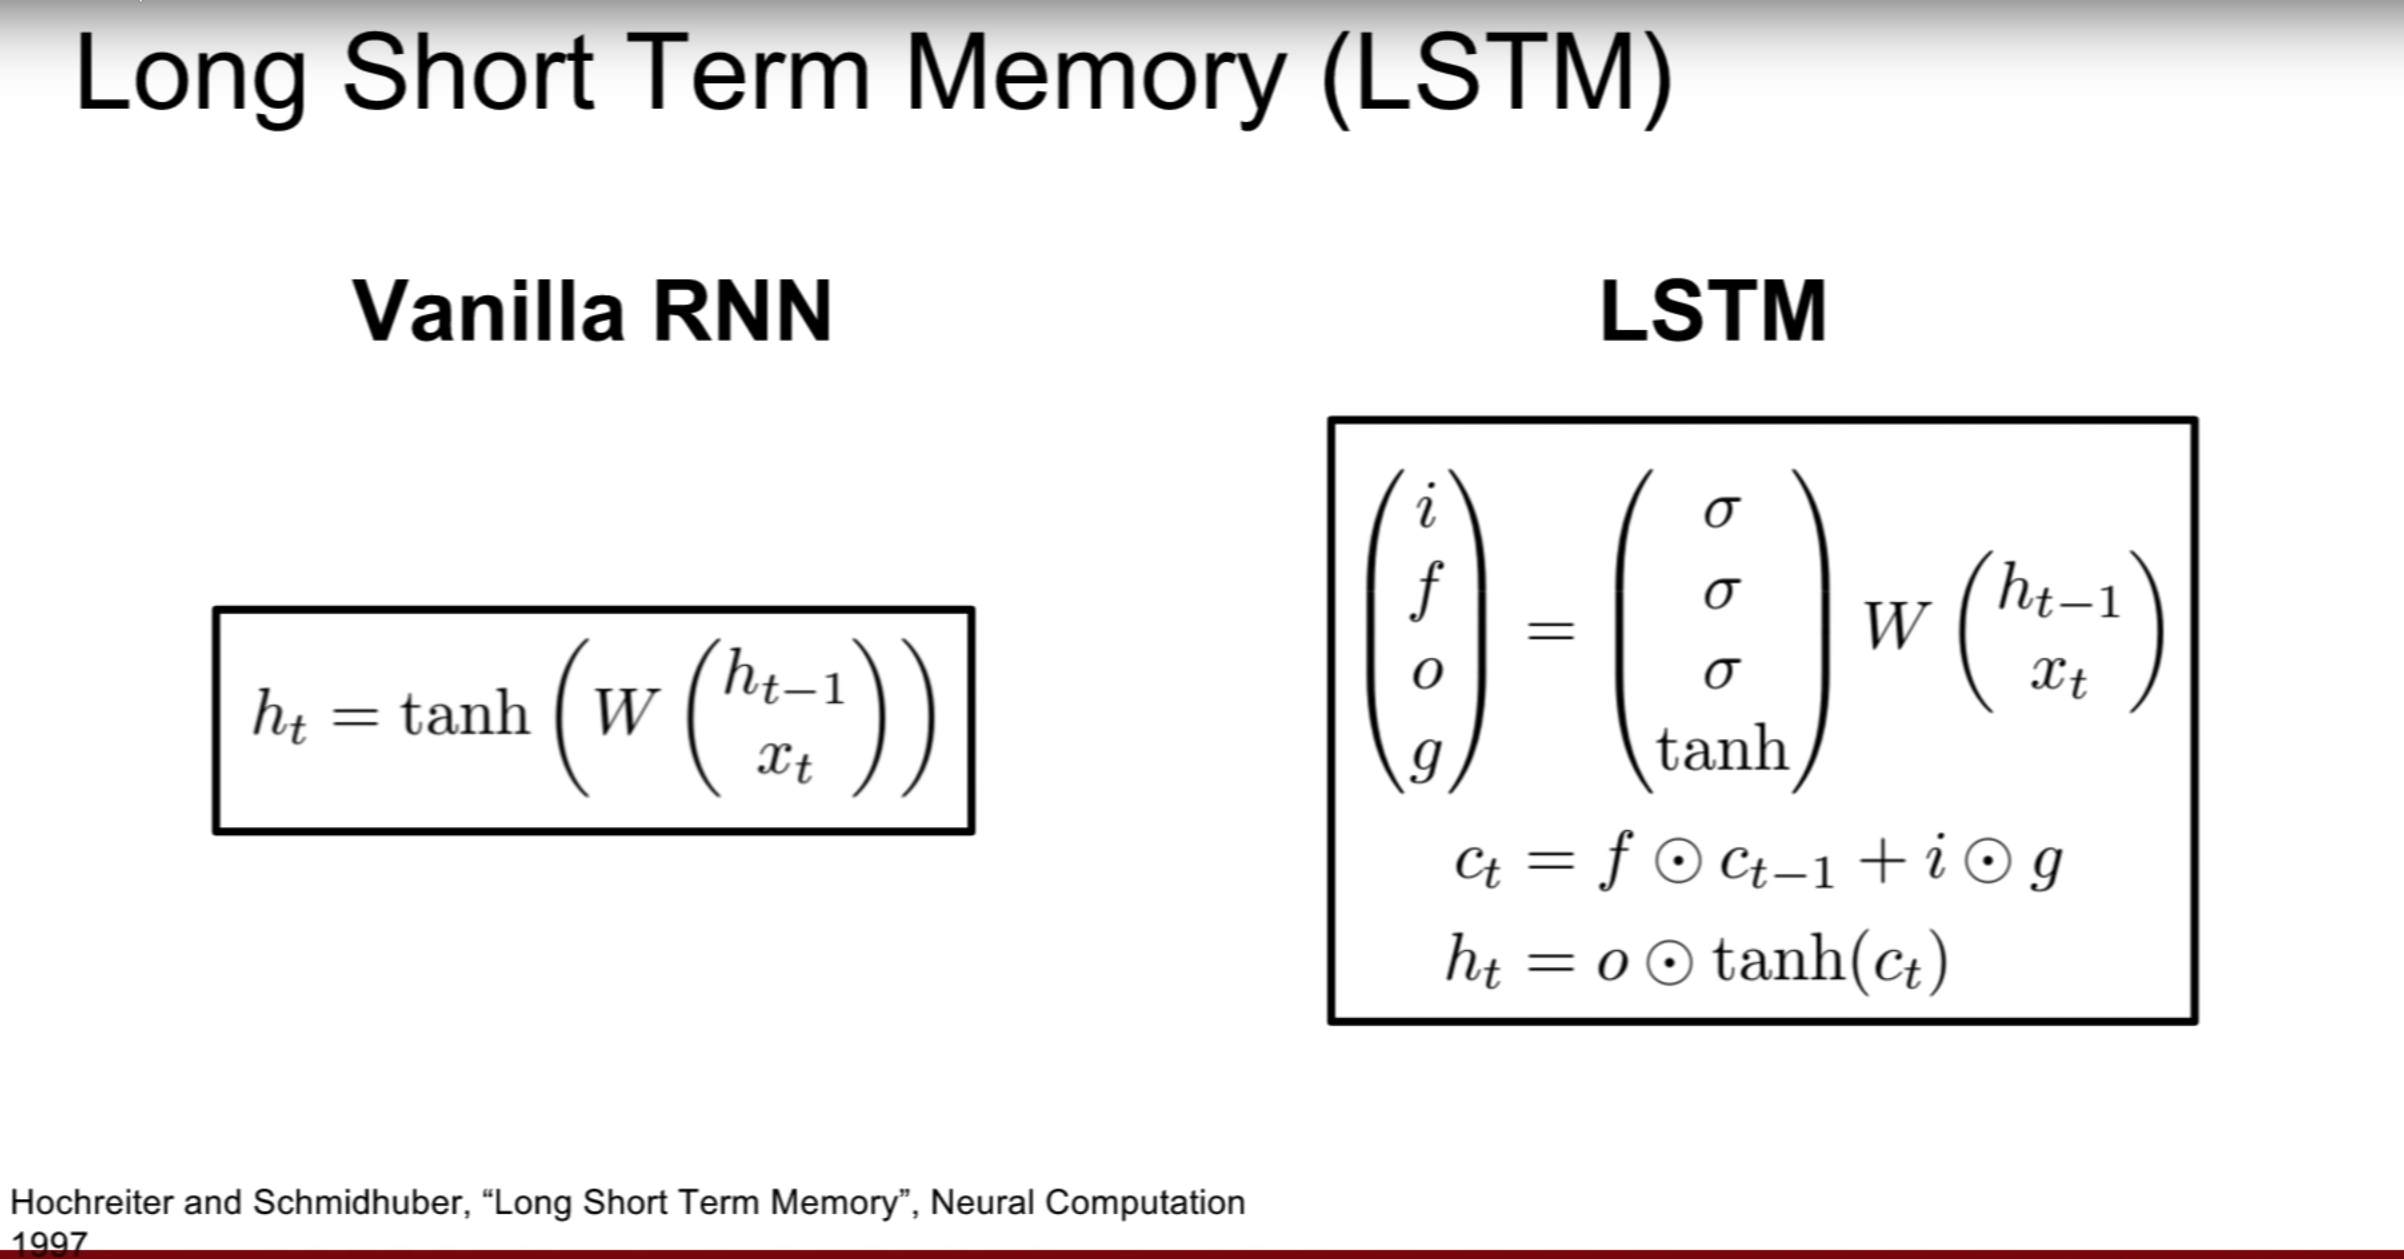 Long Short Term Memory (LSTM)
Vanilla RNN
h_t = tanh ( W ( h_{t-1}
x_t ) )
LSTM
( i
f
o
g ) = ( σ
σ
σ
tanh ) W ( h_{t-1}
x_t )
c_t = f ⊙ c_{t-1} + i ⊙ g
h_t = o ⊙ tanh(c_t)
Hochreiter and Schmidhuber, “Long Short Term Memory”, Neural Computation
1997